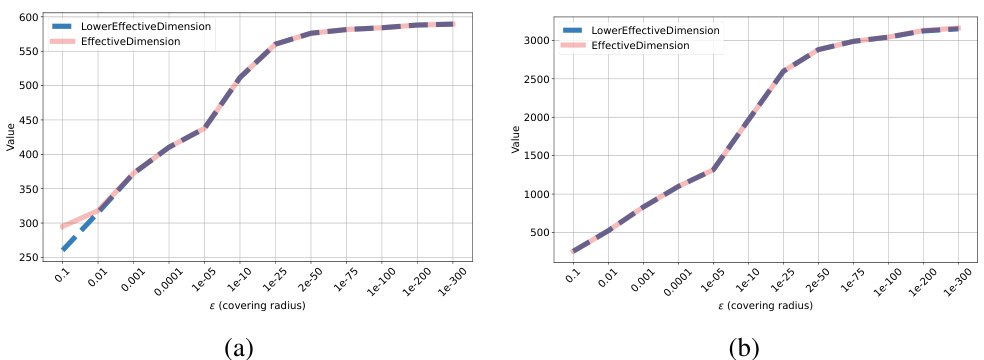 600
550
500
450
400
350
300
250
Value
LowerEffectiveDimension
EffectiveDimension
0.1
0.01
0.001
0.0001
1e-05
1e-10
1e-25
2e-50
1e-75
1e-100
1e-200
1e-300
ε (covering radius)
(a)
3000
2500
2000
1500
1000
500
Value
LowerEffectiveDimension
EffectiveDimension
0.1
0.01
0.001
0.0001
1e-05
1e-10
1e-25
2e-50
1e-75
1e-100
1e-200
1e-300
ε (covering radius)
(b)